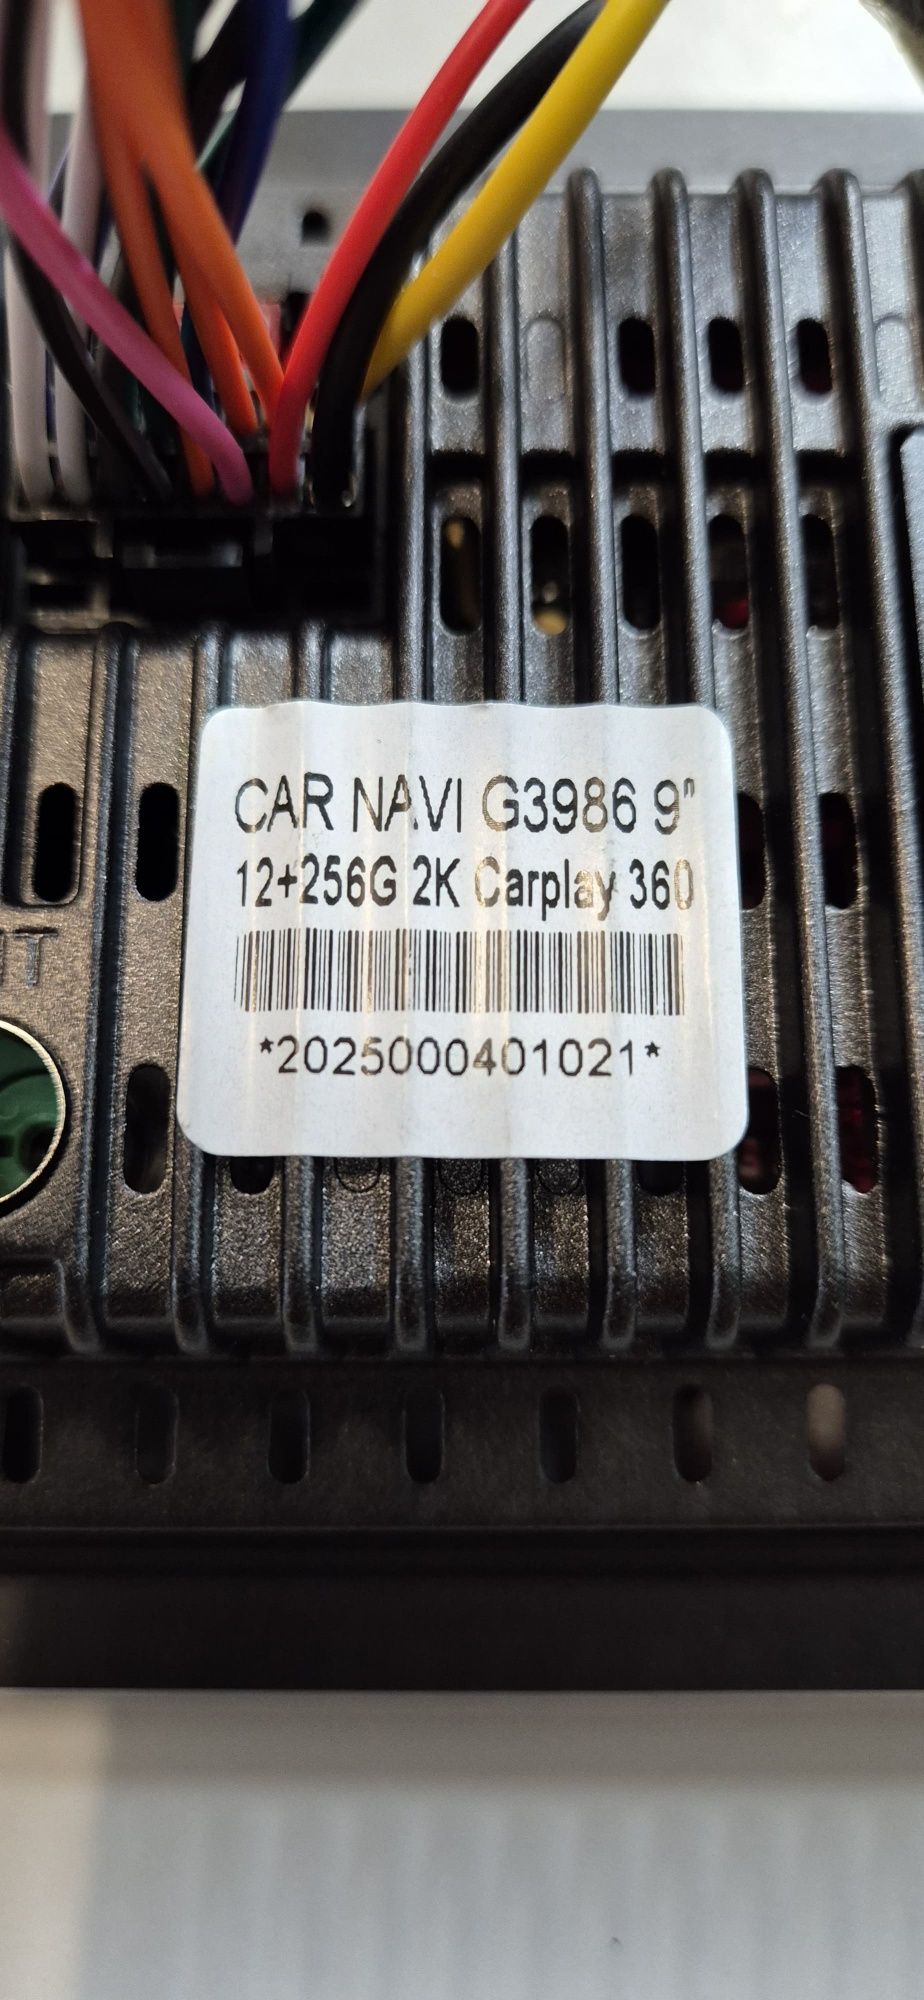 CAR NAVI G3986 9"
12+256G 2K Carplay 360
*2025000401021*